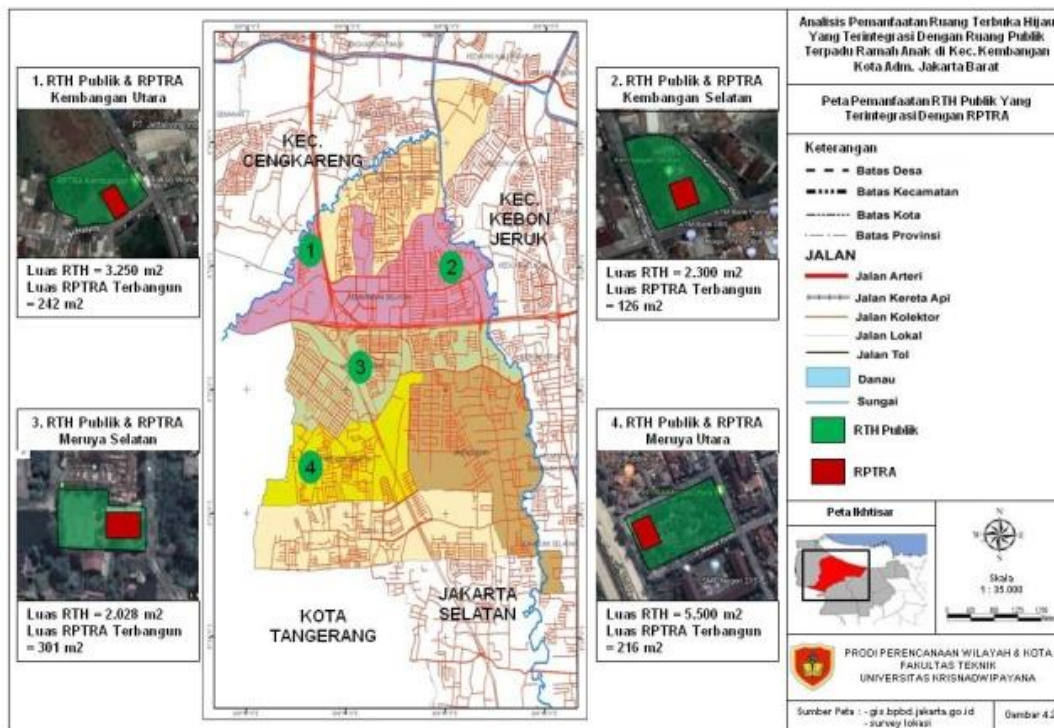 1. RTH Publik & RPTRA
Kembangan Utara
Luas RTH = 3.250 m2
Luas RPTRA Terbangun
= 242 m2
3. RTH Publik & RPTRA
Meruya Selatan
Luas RTH = 2.028 m2
Luas RPTRA Terbangun
= 301 m2
KEC.
CENGKARENG
KEC.
KEBON
JERUK
1
2
3
4
KOTA
TANGERANG
JAKARTA
SELATAN
2. RTH Publik & RPTRA
Kembangan Selatan
Luas RTH = 2.300 m2
Luas RPTRA Terbangun
= 126 m2
4. RTH Publik & RPTRA
Meruya Utara
Luas RTH = 5.500 m2
Luas RPTRA Terbangun
= 216 m2
Analisis Pemanfaatan Ruang Terbuka Hijau
Yang Terintegrasi Dengan Ruang Publik
Terpadu Ramah Anak di Kec. Kembangan
Kota Adm. Jakarta Barat
Peta Pemanfaatan RTH Publik Yang
Terintegrasi Dengan RPTRA
Keterangan
Batas Desa
Batas Kecamatan
Batas Kota
Batas Provinsi
JALAN
Jalan Arteri
Jalan Kereta Api
Jalan Kolektor
Jalan Lokal
Jalan Tol
Danau
Sungai
RTH Publik
RPTRA
Peta Ikhtisar
N
W
E
S
Skala
1 : 35.000
PRODI PERENCANAAN WILAYAH & KOTA
FAKULTAS TEKNIK
UNIVERSITAS KRISNADWIPAYANA
Sumber Peta : - gis.bpbd.jakarta.go.id
- survey lokasi